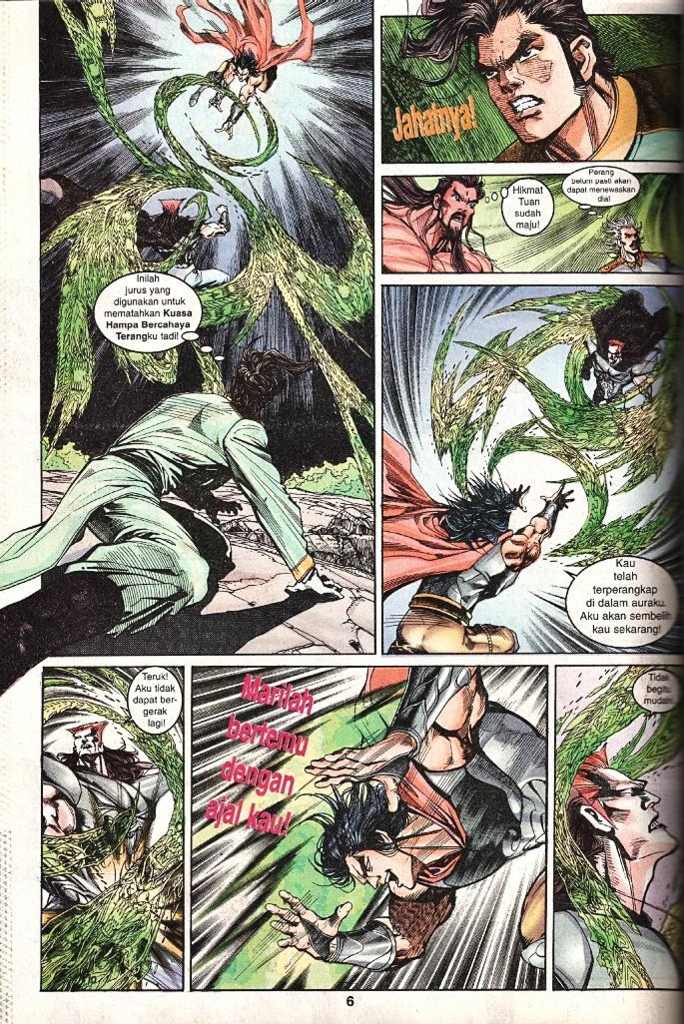 Inilah
jurus yang
digunakan untuk
mematahkan Kuasa
Hampa Bercahaya
Terangku tadi!
Jahatnya!
Hikmat
Tuan
sudah
maju!
Perang
belum pasti akan
dapat menewaskan
dia!
Kau
telah
terperangkap
di dalam auraku.
Aku akan sembelih
kau sekarang!
Teruk!
Aku tidak
dapat ber-
gerak
lagi!
Marilah
bertemu
dengan
ajal kau!
Tidak
begitu
mudah!
6